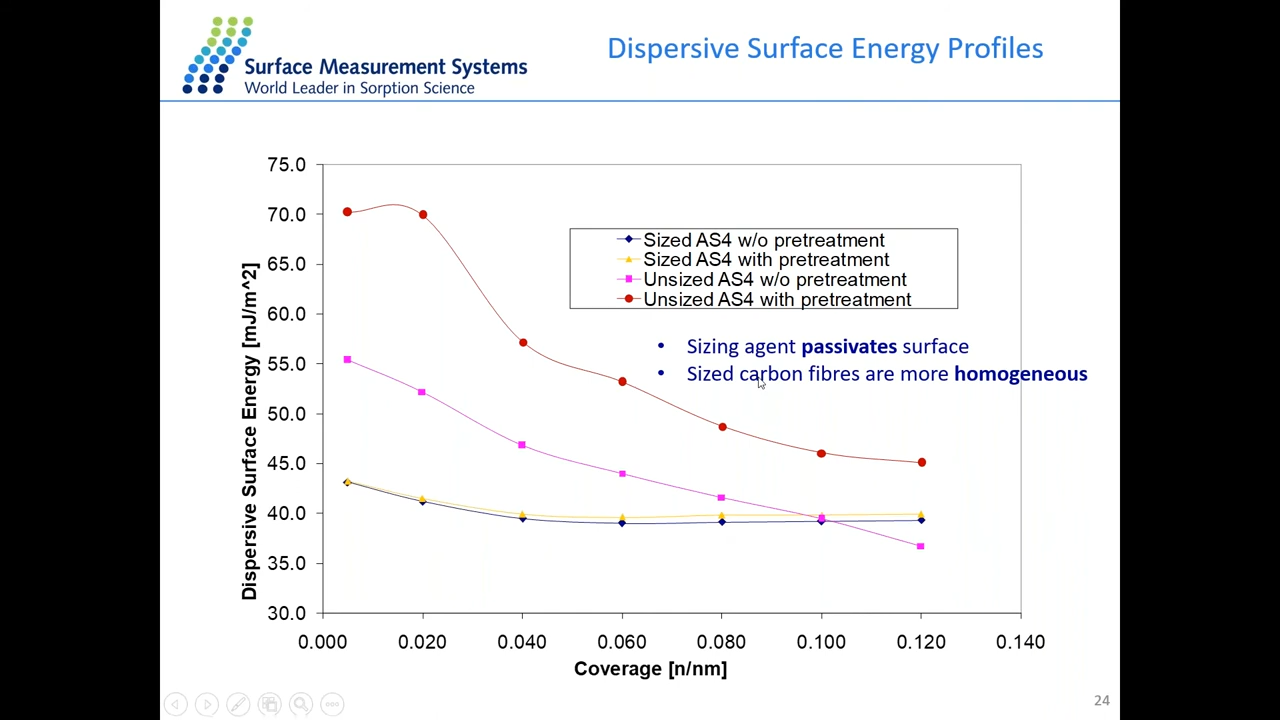 Surface Measurement Systems
World Leader in Sorption Science
Dispersive Surface Energy Profiles
Dispersive Surface Energy [mJ/m^2]
75.0
70.0
65.0
60.0
55.0
50.0
45.0
40.0
35.0
30.0
Sized AS4 w/o pretreatment
Sized AS4 with pretreatment
Unsized AS4 w/o pretreatment
Unsized AS4 with pretreatment
• Sizing agent passivates surface
• Sized carbon fibres are more homogeneous
0.000 0.020 0.040 0.060 0.080 0.100 0.120 0.140
Coverage [n/nm]
24